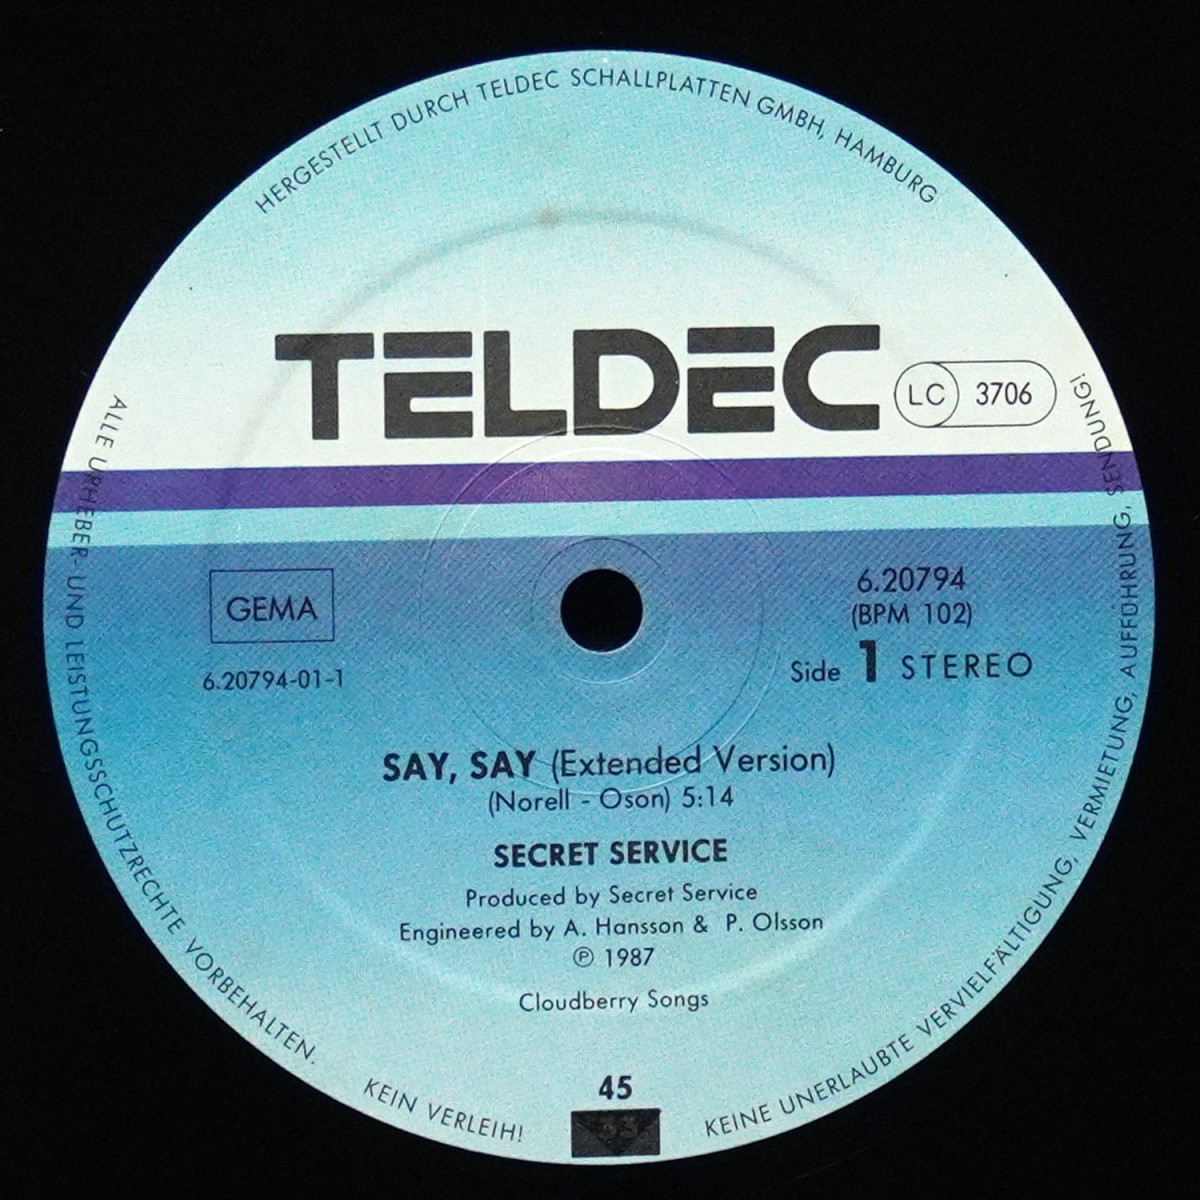 HERGESTELLT DURCH TELDEC SCHALLPLATTEN GMBH, HAMBURG
TELDEC
LC 3706
GEMA
6.20794-01-1
6.20794
(BPM 102)
Side 1 STEREO
SAY, SAY (Extended Version)
(Norell - Oson) 5:14
SECRET SERVICE
Produced by Secret Service
Engineered by A. Hansson & P. Olsson
℗ 1987
Cloudberry Songs
45
ALLE URHEBER- UND LEISTUNGSSCHUTZRECHTE VORBEHALTEN.
KEIN VERLEIH!
KEINE UNERLAUBTE VERVIELFÄLTIGUNG, VERMIETUNG, AUFFÜHRUNG, SENDUNG!